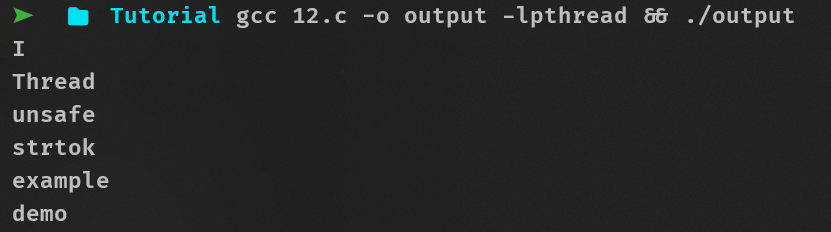 Tutorial gcc 12.c -o output -lpthread && ./output
I
Thread
unsafe
strtok
example
demo